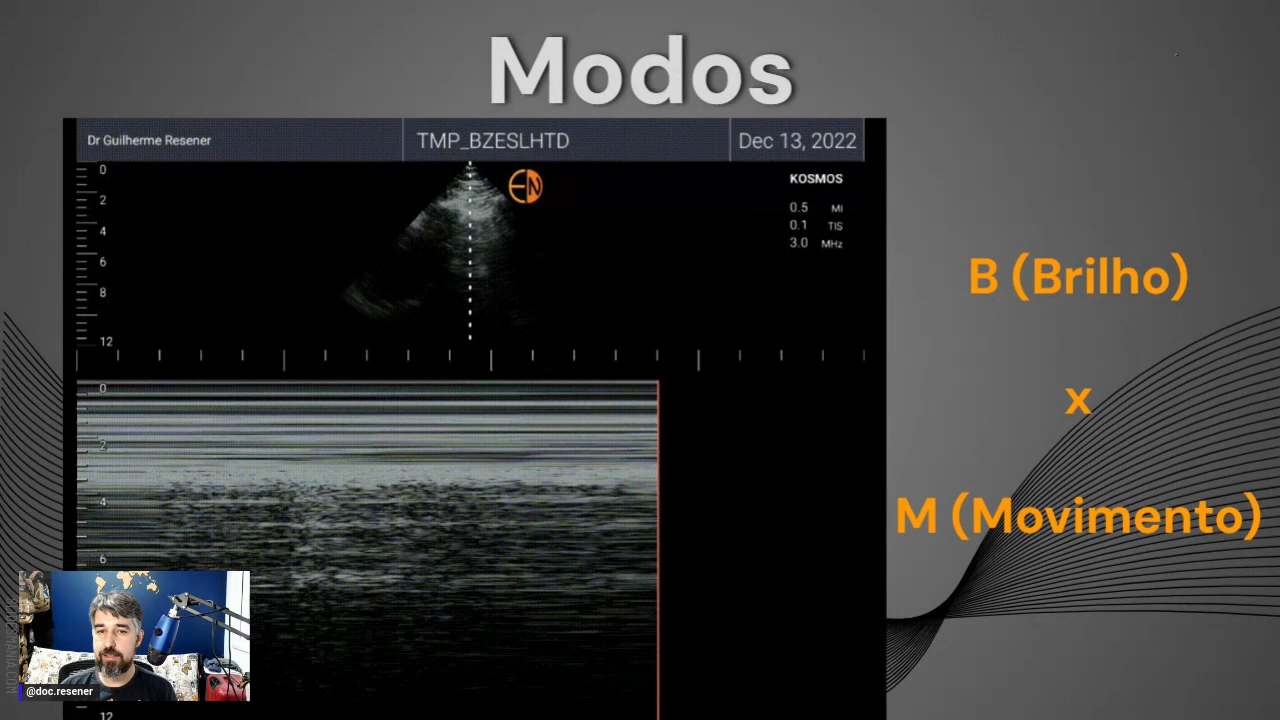 Modos
Dr Guilherme Resener
TMP_BZESLHTD
Dec 13, 2022
KOSMOS
0.5 MI
0.1 TIS
3.0 MHz
0
2
4
6
8
12
0
2
4
6
12
B (Brilho)
x
M (Movimento)
@doc.resener